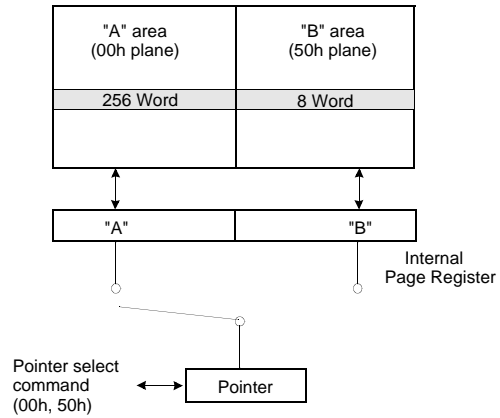 "A" area
(00h plane)
"B" area
(50h plane)
256 Word
8 Word
"A"
"B"
Internal
Page Register
Pointer select
command
(00h, 50h)
Pointer